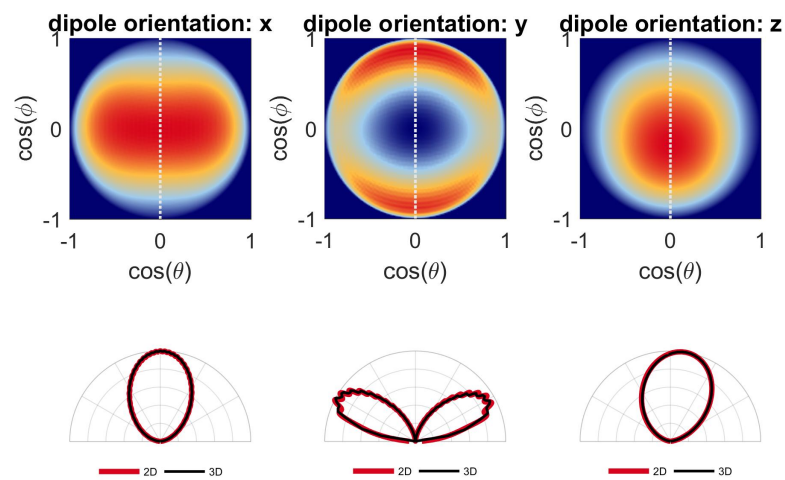 dipole orientation: x
dipole orientation: y
dipole orientation: z
1
0
-1
cos(ϕ)
-1
0
1
cos(θ)
1
0
-1
cos(ϕ)
-1
0
1
cos(θ)
1
0
-1
cos(ϕ)
-1
0
1
cos(θ)
2D 3D
2D 3D
2D 3D